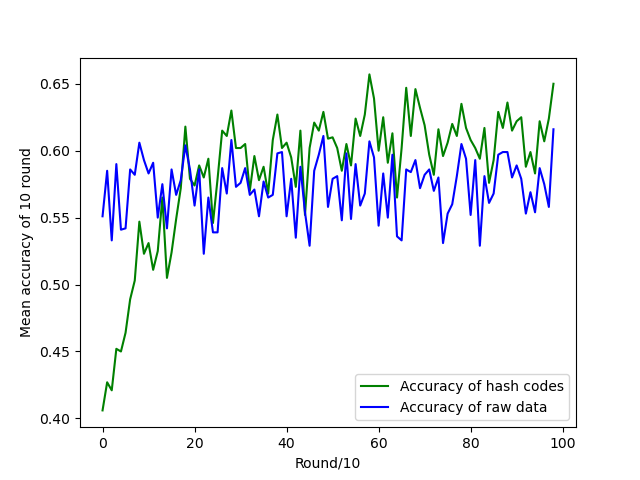 0.65
0.60
0.55
0.50
0.45
0.40
Mean accuracy of 10 round
Accuracy of hash codes
Accuracy of raw data
0 20 40 60 80 100
Round/10